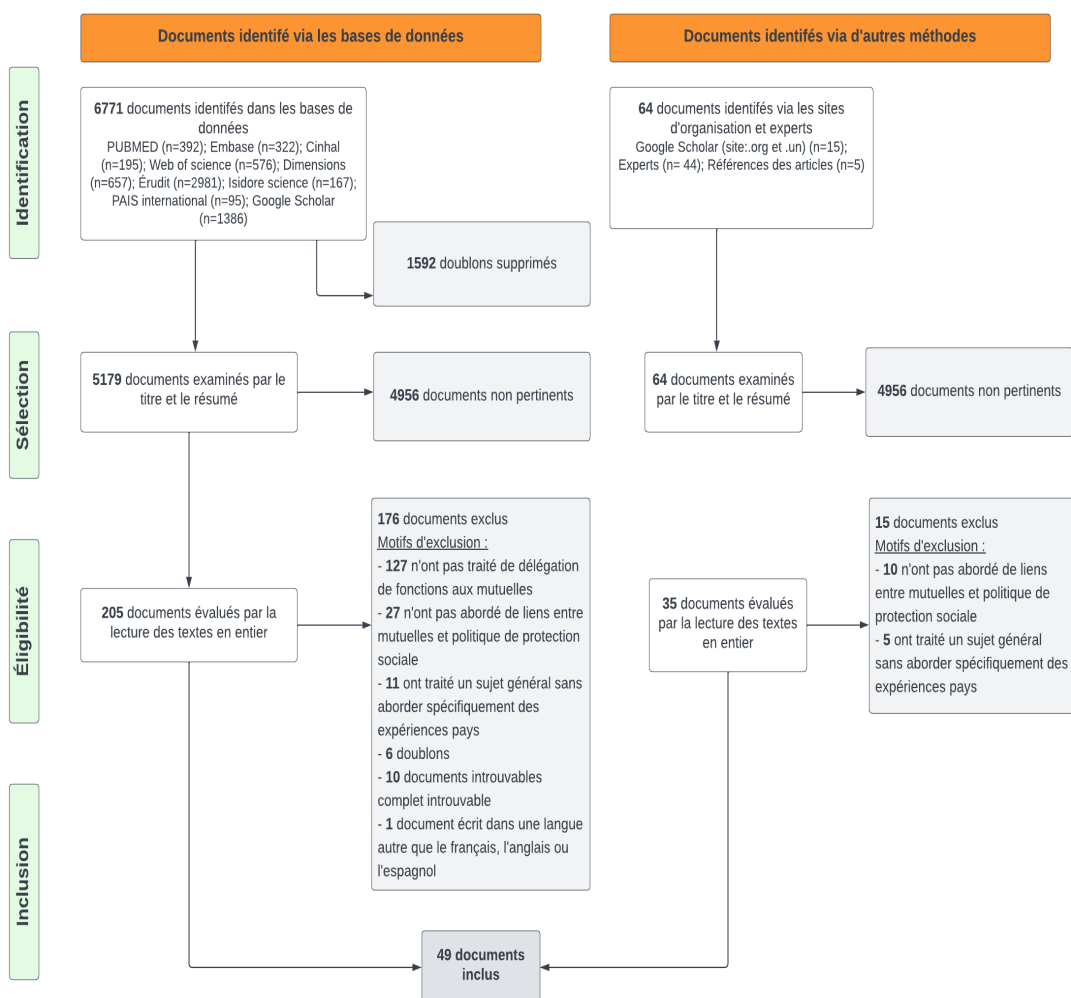 Documents identifé via les bases de données
Documents identifiés via d'autres méthodes
Identification
6771 documents identifés dans les bases de
données
PUBMED (n=392); Embase (n=322); Cinhal
(n=195); Web of science (n=576); Dimensions
(n=657); Érudit (n=2981); Isidore science (n=167);
PAIS international (n=95); Google Scholar
(n=1386)
64 documents identifés via les sites
d'organisation et experts
Google Scholar (site:.org et .un) (n=15);
Experts (n= 44); Références des articles (n=5)
1592 doublons supprimés
Sélection
5179 documents examinés par le
titre et le résumé
4956 documents non pertinents
64 documents examinés
par le titre et le résumé
4956 documents non pertinents
Éligibilité
205 documents évalués par la
lecture des textes en entier
176 documents exclus
Motifs d'exclusion :
- 127 n'ont pas traité de délégation
de fonctions aux mutuelles
- 27 n'ont pas abordé de liens entre
mutuelles et politique de protection
sociale
- 11 ont traité un sujet général sans
aborder spécifiquement des
expériences pays
- 6 doublons
- 10 documents introuvables
complet introuvable
- 1 document écrit dans une langue
autre que le français, l'anglais ou
l'espagnol
35 documents évalués
par la lecture des textes
en entier
15 documents exclus
Motifs d'exclusion :
- 10 n'ont pas abordé de liens
entre mutuelles et politique de
protection sociale
- 5 ont traité un sujet général
sans aborder spécifiquement des
expériences pays
Inclusion
49 documents
inclus